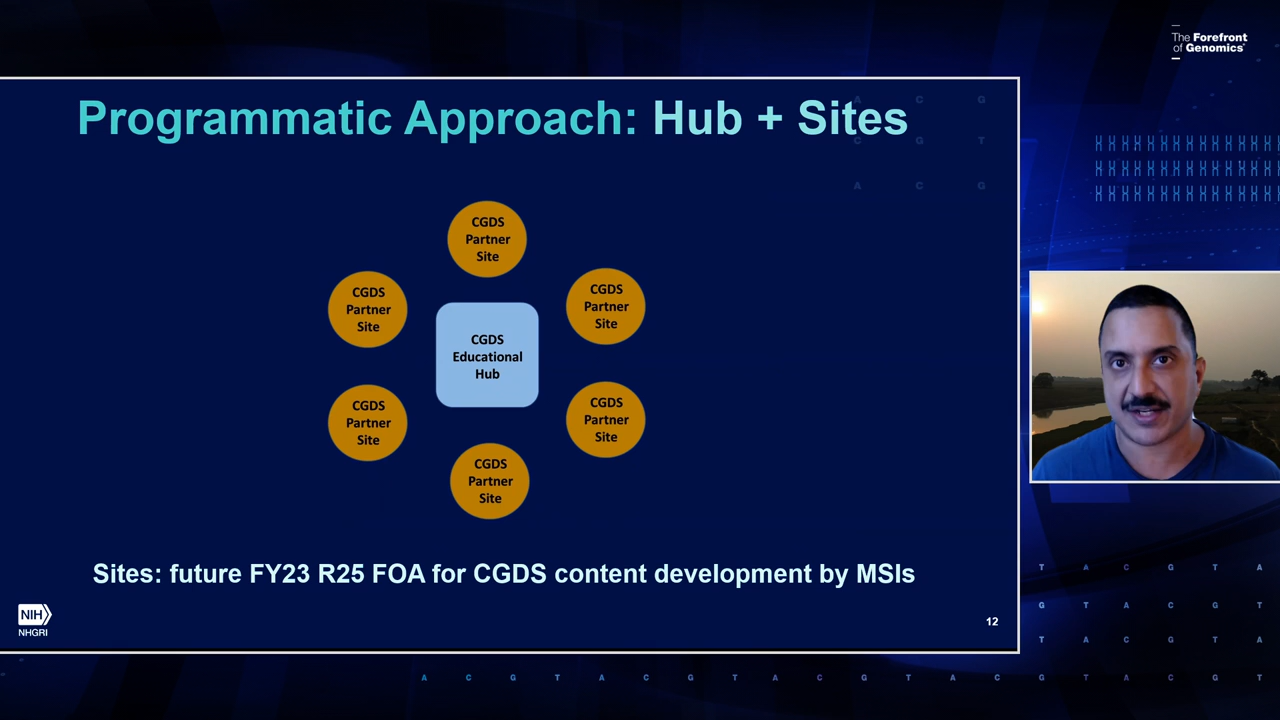 The Forefront
of Genomics®
Programmatic Approach: Hub + Sites
A C G
C G T
A C G
CGDS
Partner
Site
CGDS
Partner
Site
CGDS
Partner
Site
CGDS
Educational
Hub
CGDS
Partner
Site
CGDS
Partner
Site
CGDS
Partner
Site
Sites: future FY23 R25 FOA for CGDS content development by MSIs
NIH
NHGRI
12
T A C G T A
G T A C G T
T A C G T A
A C G T A C G T A C G T A C G T A C G T